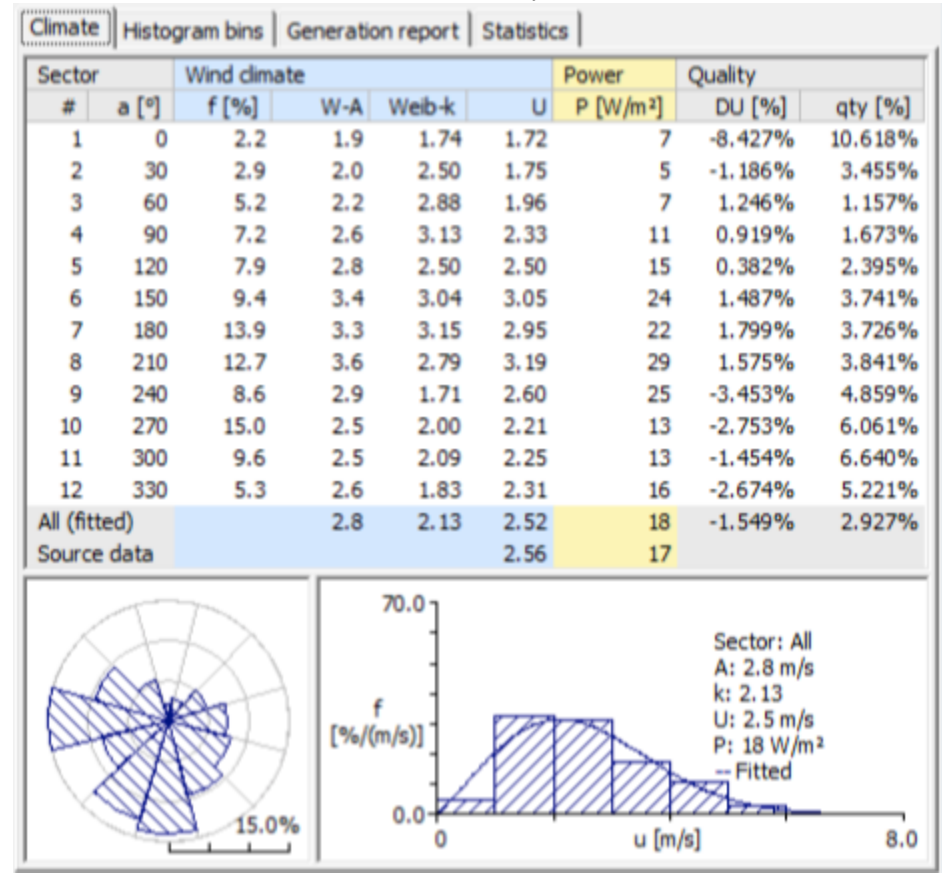 Climate Histogram bins Generation report Statistics
Sector Wind climate Power Quality
# a [°] f [%] W-A Weib-k U P [W/m²] DU [%] qty [%]
1 0 2.2 1.9 1.74 1.72 7 -8.427% 10.618%
2 30 2.9 2.0 2.50 1.75 5 -1.186% 3.455%
3 60 5.2 2.2 2.88 1.96 7 1.246% 1.157%
4 90 7.2 2.6 3.13 2.33 11 0.919% 1.673%
5 120 7.9 2.8 2.50 2.50 15 0.382% 2.395%
6 150 9.4 3.4 3.04 3.05 24 1.487% 3.741%
7 180 13.9 3.3 3.15 2.95 22 1.799% 3.726%
8 210 12.7 3.6 2.79 3.19 29 1.575% 3.841%
9 240 8.6 2.9 1.71 2.60 25 -3.453% 4.859%
10 270 15.0 2.5 2.00 2.21 13 -2.753% 6.061%
11 300 9.6 2.5 2.09 2.25 13 -1.454% 6.640%
12 330 5.3 2.6 1.83 2.31 16 -2.674% 5.221%
All (fitted) 2.8 2.13 2.52 18 -1.549% 2.927%
Source data 2.56 17
15.0%
70.0
f
[%/(m/s)]
0.0
0 u [m/s] 8.0
Sector: All
A: 2.8 m/s
k: 2.13
U: 2.5 m/s
P: 18 W/m²
-- Fitted